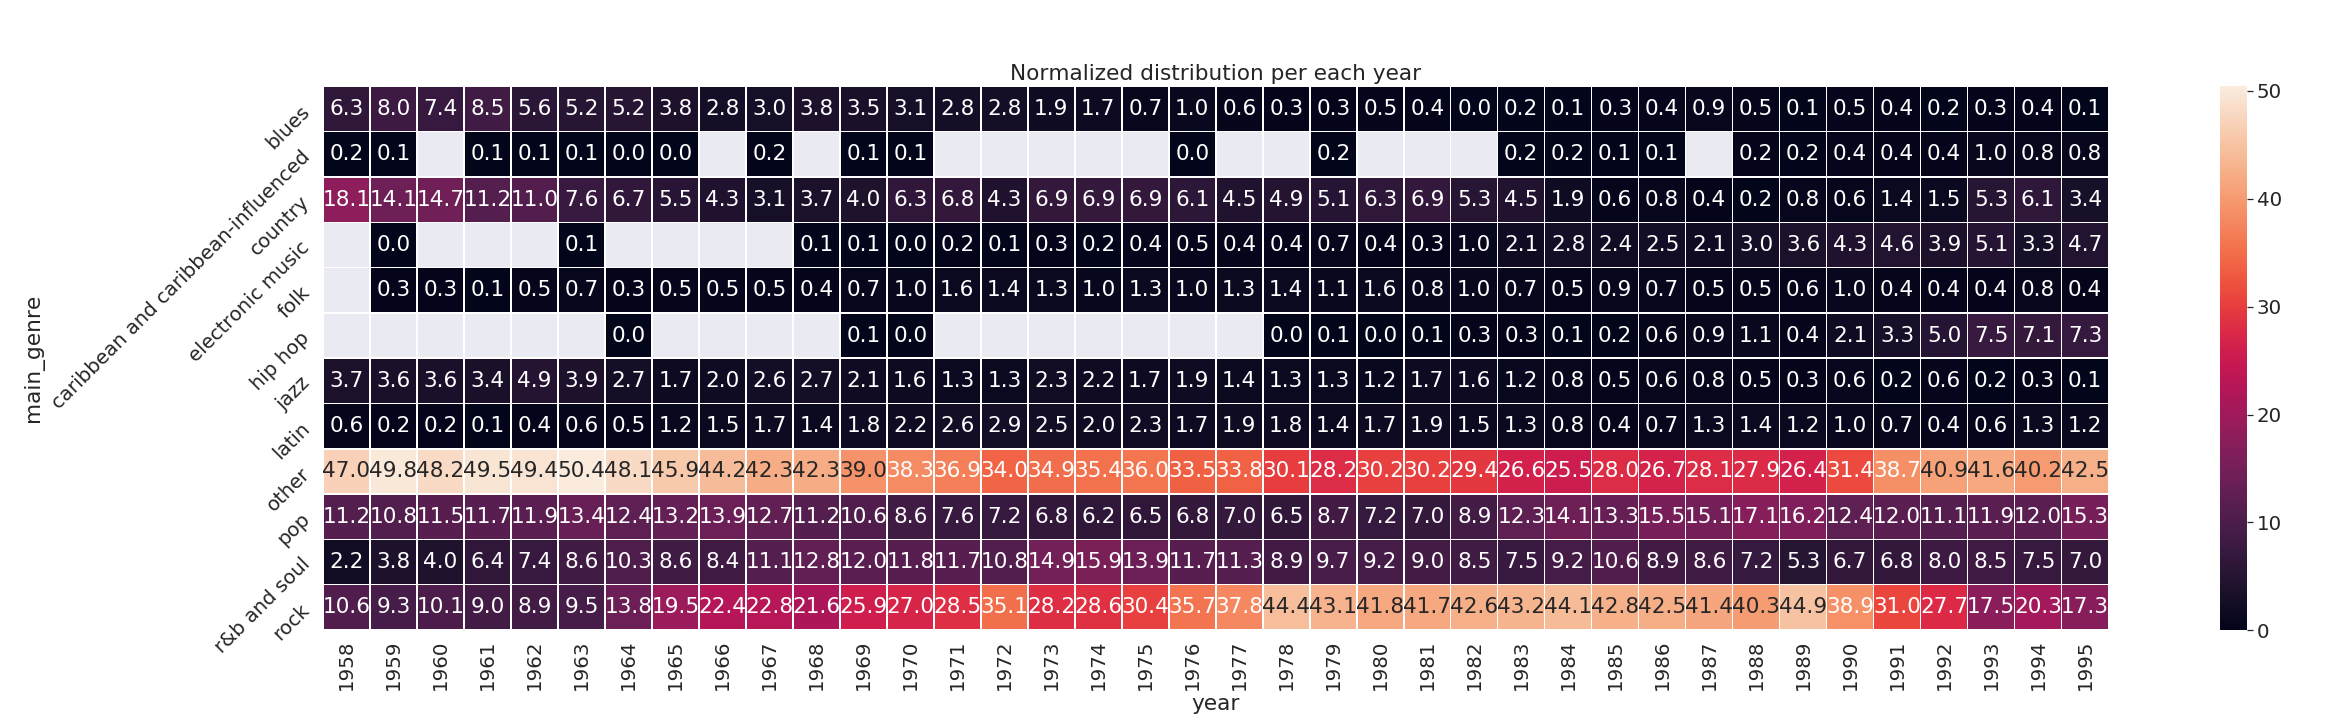 Normalized distribution per each year
main_genre
blues 6.3 8.0 7.4 8.5 5.6 5.2 5.2 3.8 2.8 3.0 3.8 3.5 3.1 2.8 2.8 1.9 1.7 0.7 1.0 0.6 0.3 0.3 0.5 0.4 0.0 0.2 0.1 0.3 0.4 0.9 0.5 0.1 0.5 0.4 0.2 0.3 0.4 0.1
caribbean and caribbean-influenced 0.2 0.1 0.1 0.1 0.1 0.0 0.0 0.2 0.1 0.1 0.0 0.2 0.2 0.2 0.1 0.1 0.2 0.2 0.4 0.4 0.4 1.0 0.8 0.8
country 18.1 14.1 14.7 11.2 11.0 7.6 6.7 5.5 4.3 3.1 3.7 4.0 6.3 6.8 4.3 6.9 6.9 6.9 6.1 4.5 4.9 5.1 6.3 6.9 5.3 4.5 1.9 0.6 0.8 0.4 0.2 0.8 0.6 1.4 1.5 5.3 6.1 3.4
electronic music 0.0 0.1 0.1 0.1 0.0 0.2 0.1 0.3 0.2 0.4 0.5 0.4 0.4 0.7 0.4 0.3 1.0 2.1 2.8 2.4 2.5 2.1 3.0 3.6 4.3 4.6 3.9 5.1 3.3 4.7
folk 0.3 0.3 0.1 0.5 0.7 0.3 0.5 0.5 0.5 0.4 0.7 1.0 1.6 1.4 1.3 1.0 1.3 1.0 1.3 1.4 1.1 1.6 0.8 1.0 0.7 0.5 0.9 0.7 0.5 0.5 0.6 1.0 0.4 0.4 0.4 0.8 0.4
hip hop 0.0 0.1 0.0 0.0 0.1 0.0 0.1 0.3 0.3 0.1 0.2 0.6 0.9 1.1 0.4 2.1 3.3 5.0 7.5 7.1 7.3
jazz 3.7 3.6 3.6 3.4 4.9 3.9 2.7 1.7 2.0 2.6 2.7 2.1 1.6 1.3 1.3 2.3 2.2 1.7 1.9 1.4 1.3 1.3 1.2 1.7 1.6 1.2 0.8 0.5 0.6 0.8 0.5 0.3 0.6 0.2 0.6 0.2 0.3 0.1
latin 0.6 0.2 0.2 0.1 0.4 0.6 0.5 1.2 1.5 1.7 1.4 1.8 2.2 2.6 2.9 2.5 2.0 2.3 1.7 1.9 1.8 1.4 1.7 1.9 1.5 1.3 0.8 0.4 0.7 1.3 1.4 1.2 1.0 0.7 0.4 0.6 1.3 1.2
other 47.0 49.8 48.2 49.5 49.4 50.4 48.1 45.9 44.2 42.3 42.3 39.0 38.3 36.9 34.0 34.9 35.4 36.0 33.5 33.8 30.1 28.2 30.2 30.2 29.4 26.6 25.5 28.0 26.7 28.1 27.9 26.4 31.4 38.7 40.9 41.6 40.2 42.5
pop 11.2 10.8 11.5 11.7 11.9 13.4 12.4 13.2 13.9 12.7 11.2 10.6 8.6 7.6 7.2 6.8 6.2 6.5 6.8 7.0 6.5 8.7 7.2 7.0 8.9 12.3 14.1 13.3 15.5 15.1 17.1 16.2 12.4 12.0 11.1 11.9 12.0 15.3
r&b and soul 2.2 3.8 4.0 6.4 7.4 8.6 10.3 8.6 8.4 11.1 12.8 12.0 11.8 11.7 10.8 14.9 15.9 13.9 11.7 11.3 8.9 9.7 9.2 9.0 8.5 7.5 9.2 10.6 8.9 8.6 7.2 5.3 6.7 6.8 8.0 8.5 7.5 7.0
rock 10.6 9.3 10.1 9.0 8.9 9.5 13.8 19.5 22.4 22.8 21.6 25.9 27.0 28.5 35.1 28.2 28.6 30.4 35.7 37.8 44.4 43.1 41.8 41.7 42.6 43.2 44.1 42.8 42.5 41.4 40.3 44.9 38.9 31.0 27.7 17.5 20.3 17.3
1958 1959 1960 1961 1962 1963 1964 1965 1966 1967 1968 1969 1970 1971 1972 1973 1974 1975 1976 1977 1978 1979 1980 1981 1982 1983 1984 1985 1986 1987 1988 1989 1990 1991 1992 1993 1994 1995
year
50
40
30
20
10
0